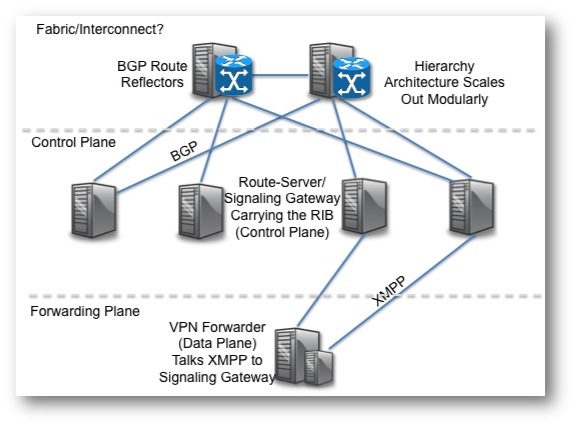 Fabric/Interconnect?
BGP Route
Reflectors
Hierarchy
Architecture Scales
Out Modularly
Control Plane
BGP
Route-Server/
Signaling Gateway
Carrying the RIB
(Control Plane)
XMPP
Forwarding Plane
VPN Forwarder
(Data Plane)
Talks XMPP to
Signaling Gateway